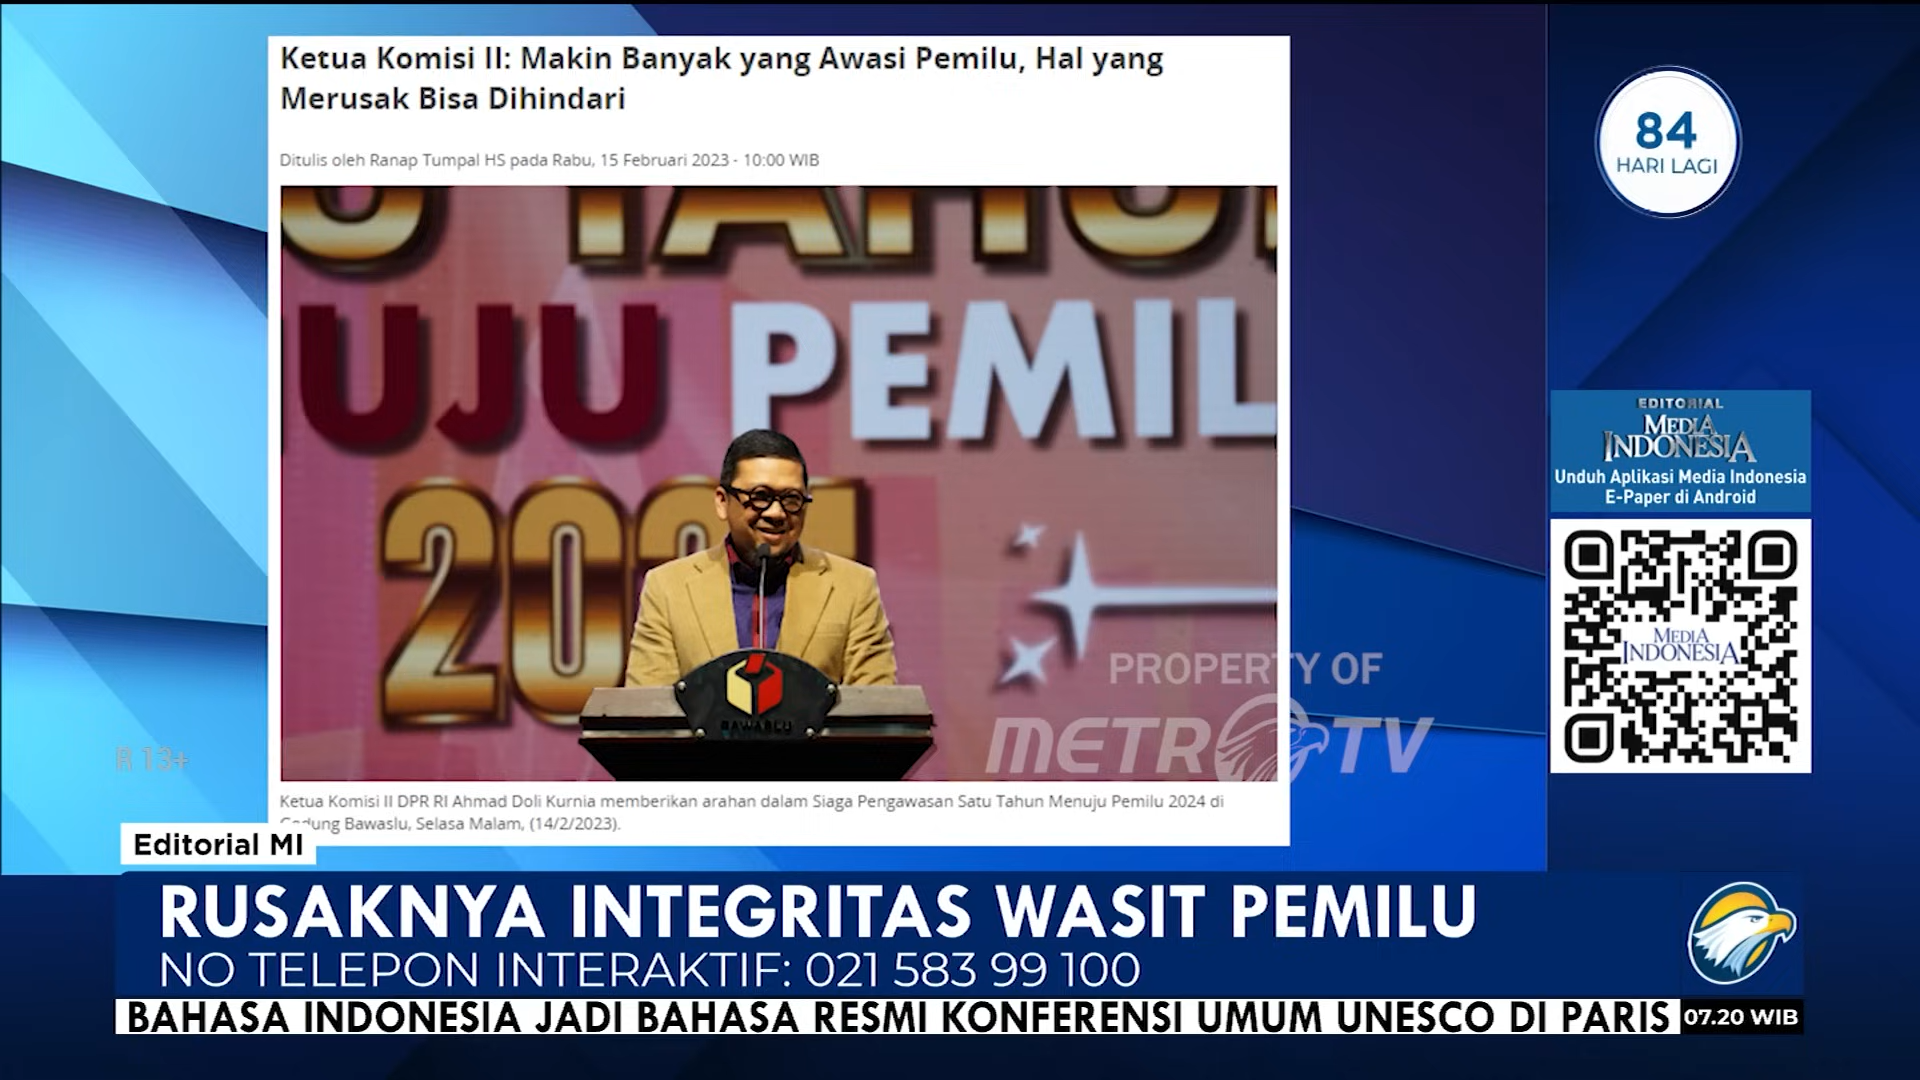 Ketua Komisi II: Makin Banyak yang Awasi Pemilu, Hal yang
Merusak Bisa Dihindari
Ditulis oleh Ranap Tumpal HS pada Rabu, 15 Februari 2023 - 10:00 WIB
TAHUN
UJU PEMIL
202
BAWASLU
PROPERTY OF
METRO TV
R 13+
Ketua Komisi II DPR RI Ahmad Doli Kurnia memberikan arahan dalam Siaga Pengawasan Satu Tahun Menuju Pemilu 2024 di
Gedung Bawaslu, Selasa Malam, (14/2/2023).
84
HARI LAGI
EDITORIAL
MEDIA
INDONESIA
Unduh Aplikasi Media Indonesia
E-Paper di Android
MEDIA
INDONESIA
Editorial MI
RUSAKNYA INTEGRITAS WASIT PEMILU
NO TELEPON INTERAKTIF: 021 583 99 100
BAHASA INDONESIA JADI BAHASA RESMI KONFERENSI UMUM UNESCO DI PARIS
07.20 WIB